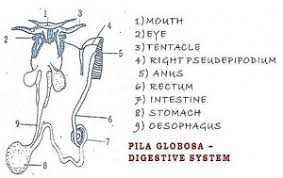 1) MOUTH
2) EYE
3) TENTACLE
4) RIGHT PSEUDEPIPODIUM
5) ANUS
6) RECTUM
7) INTESTINE
8) STOMACH
9) OESOPHAGUS
PILA GLOBOSA –
DIGESTIVE SYSTEM